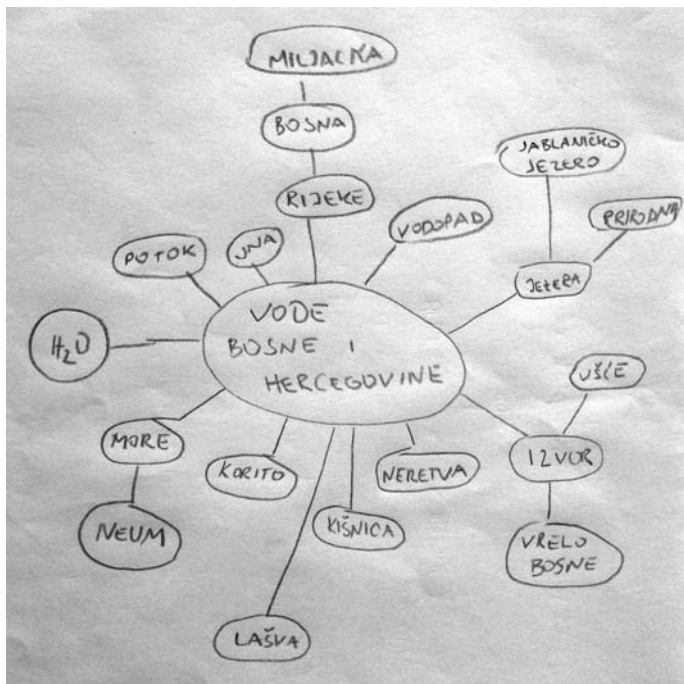 MILJACKA
BOSNA
RIJEKE
JABLANIČKO
JEZERO
VODOPAD
PRIRODNA
POTOK
UNA
JEZERA
VODE
BOSNE I
HERCEGOVINE
H₂O
UŠĆE
MORE
KORITO
NERETVA
IZVOR
NEUM
KIŠNICA
VRELO
BOSNE
LAŠVA